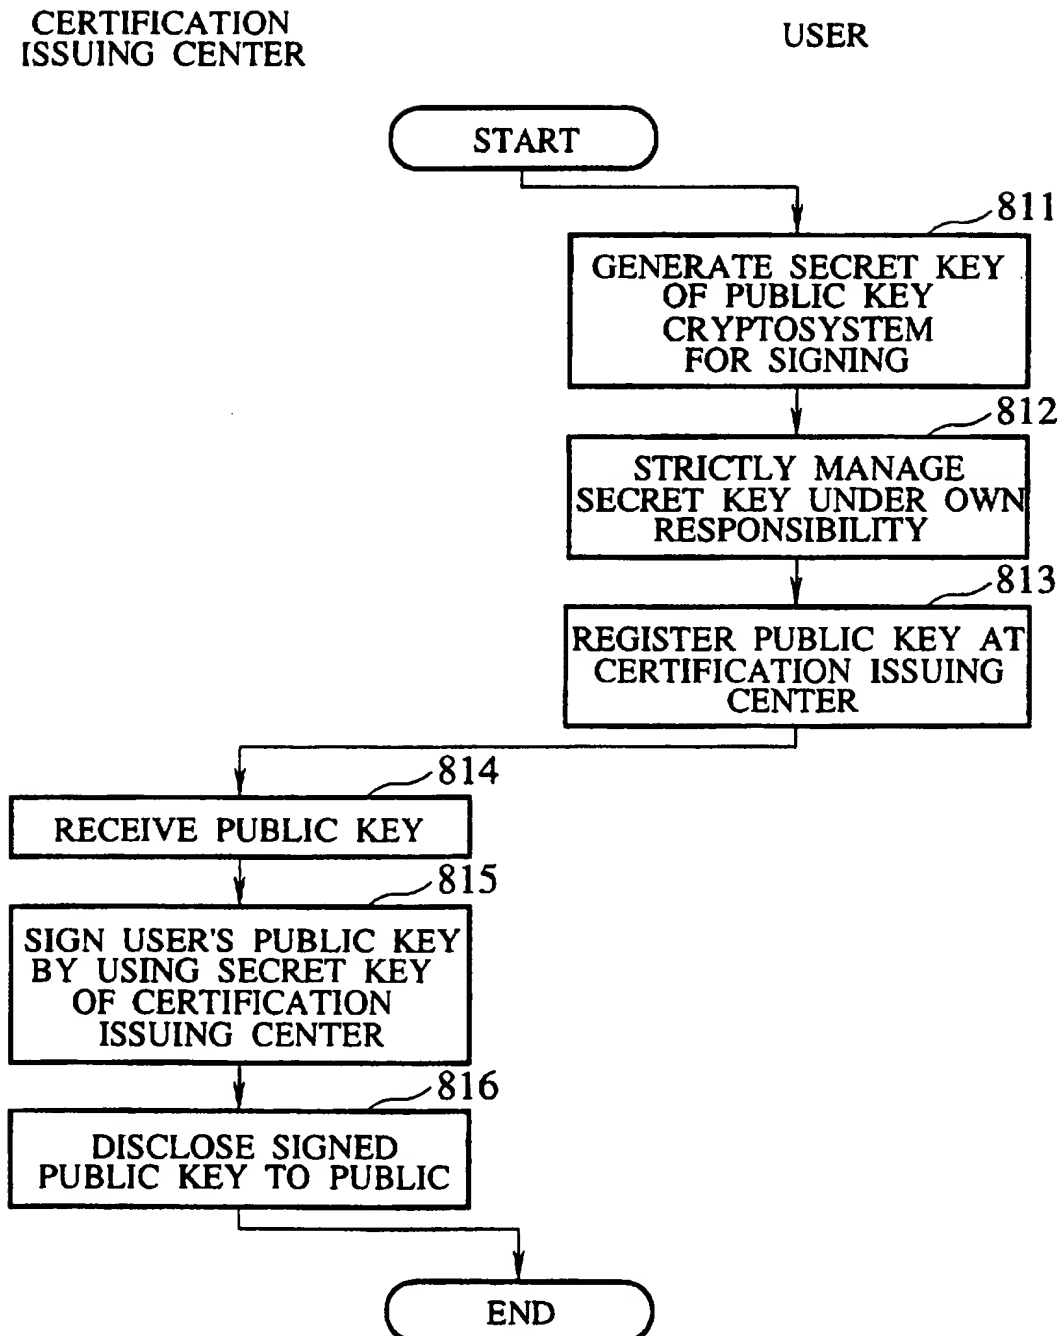 CERTIFICATION
ISSUING CENTER
USER
START
811
GENERATE SECRET KEY
OF PUBLIC KEY
CRYPTOSYSTEM
FOR SIGNING
812
STRICTLY MANAGE
SECRET KEY UNDER OWN
RESPONSIBILITY
813
REGISTER PUBLIC KEY AT
CERTIFICATION ISSUING
CENTER
814
RECEIVE PUBLIC KEY
815
SIGN USER'S PUBLIC KEY
BY USING SECRET KEY
OF CERTIFICATION
ISSUING CENTER
816
DISCLOSE SIGNED
PUBLIC KEY TO PUBLIC
END